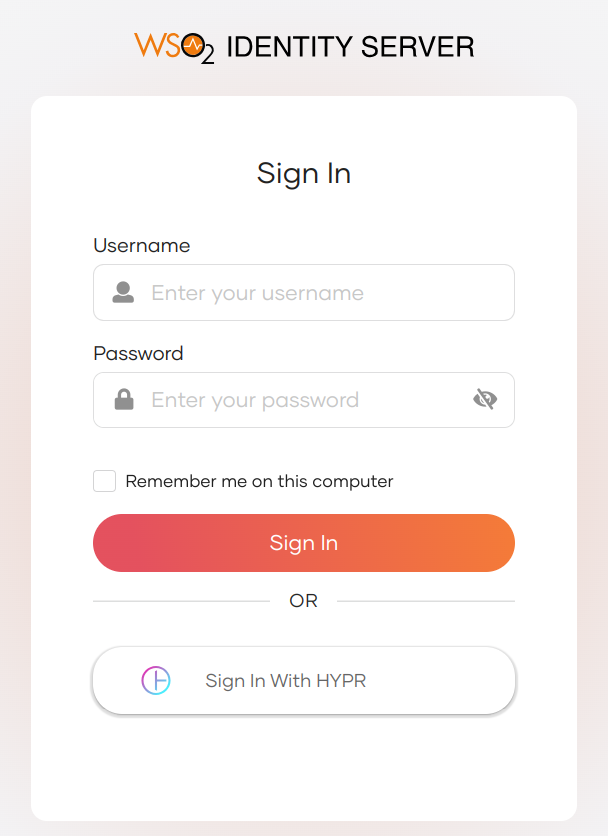 WSO2 IDENTITY SERVER
Sign In
Username
Enter your username
Password
Enter your password
Remember me on this computer
Sign In
OR
Sign In With HYPR